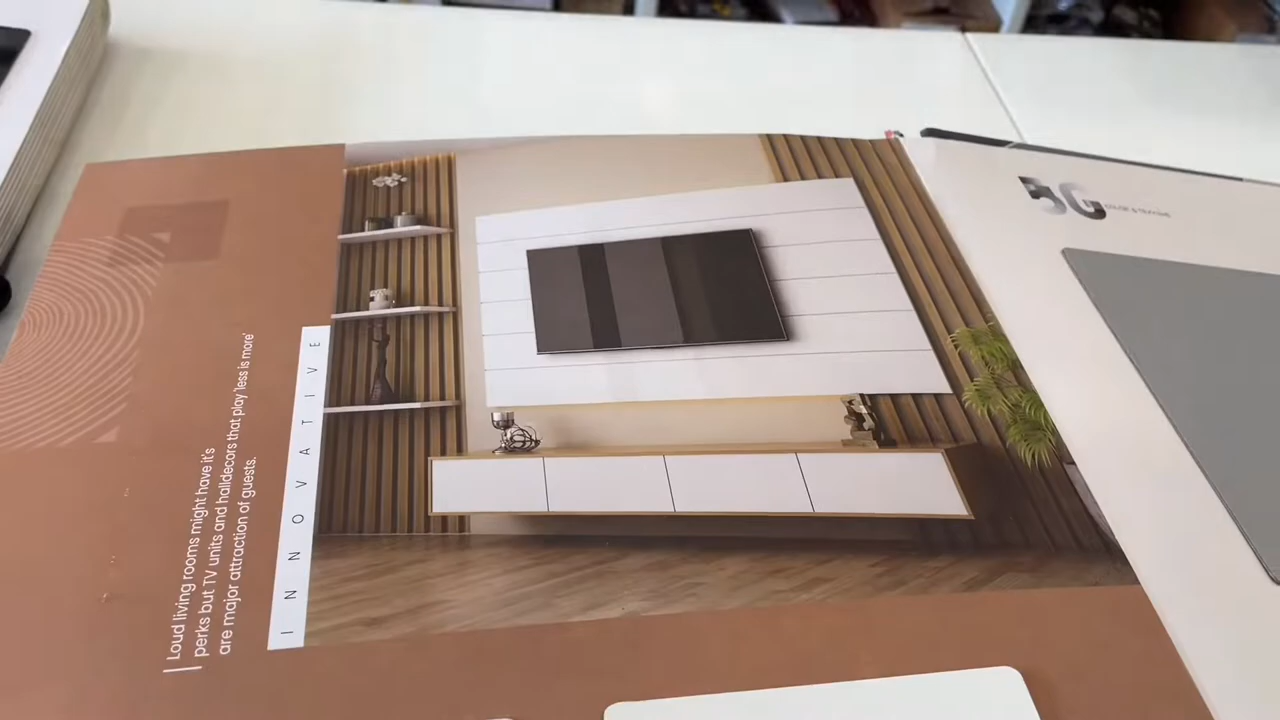 Loud living rooms might have it's
perks but TV units and halldecors that play 'less is more'
are major attraction of guests.
INNOVATIVE